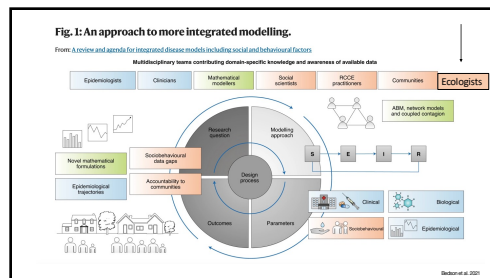 Fig. 1: An approach to more integrated modelling.
From: A review and agenda for integrated disease models including social and behavioural factors
Multidisciplinary teams contributing domain-specific knowledge and awareness of available data
Epidemiologists
Clinicians
Mathematical
modellers
Social
scientists
RCCE
practitioners
Communities
Ecologists
ABM, network models
and coupled contagion
Research
question
Modelling
approach
Novel mathematical
formulations
Sociobehavioural
data gaps
S
E
I
R
Design
process
Epidemiological
trajectories
Accountability to
communities
Clinical
Biological
Outcomes
Parameters
Sociobehavioural
Epidemiological
Bedson et al. 2021